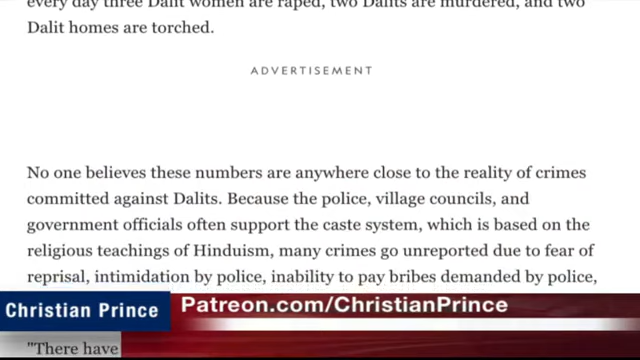 every day three Dalit women are raped, two Dalits are murdered, and two
Dalit homes are torched.
ADVERTISEMENT
No one believes these numbers are anywhere close to the reality of crimes
committed against Dalits. Because the police, village councils, and
government officials often support the caste system, which is based on the
religious teachings of Hinduism, many crimes go unreported due to fear of
reprisal, intimidation by police, inability to pay bribes demanded by police,
Christian Prince
Patreon.com/ChristianPrince
"There have